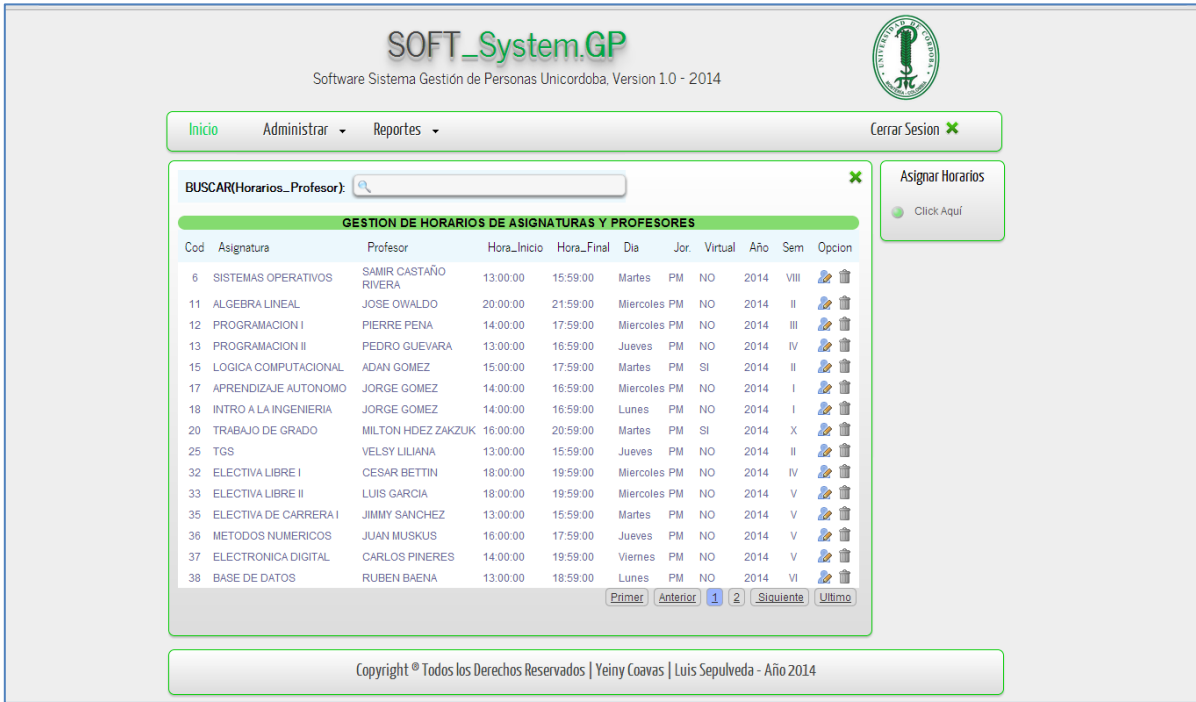 SOFT_System.GP
Software Sistema Gestión de Personas Unicordoba, Version 1.0 - 2014
UNIVERSIDAD DE CORDOBA
MONTERIA - COLOMBIA
Inicio Administrar Reportes Cerrar Sesion
BUSCAR(Horarios_Profesor):
Asignar Horarios
Click Aquí
GESTION DE HORARIOS DE ASIGNATURAS Y PROFESORES
Cod Asignatura Profesor Hora_Inicio Hora_Final Dia Jor. Virtual Año Sem Opcion
6 SISTEMAS OPERATIVOS SAMIR CASTAÑO RIVERA 13:00:00 15:59:00 Martes PM NO 2014 VIII
11 ALGEBRA LINEAL JOSE OWALDO 20:00:00 21:59:00 Miercoles PM NO 2014 II
12 PROGRAMACION I PIERRE PENA 14:00:00 17:59:00 Miercoles PM NO 2014 III
13 PROGRAMACION II PEDRO GUEVARA 13:00:00 16:59:00 Jueves PM NO 2014 IV
15 LOGICA COMPUTACIONAL ADAN GOMEZ 15:00:00 17:59:00 Martes PM SI 2014 II
17 APRENDIZAJE AUTONOMO JORGE GOMEZ 14:00:00 16:59:00 Miercoles PM NO 2014 I
18 INTRO A LA INGENIERIA JORGE GOMEZ 14:00:00 16:59:00 Lunes PM NO 2014 I
20 TRABAJO DE GRADO MILTON HDEZ ZAKZUK 16:00:00 20:59:00 Martes PM SI 2014 X
25 TGS VELSY LILIANA 13:00:00 15:59:00 Jueves PM NO 2014 II
32 ELECTIVA LIBRE I CESAR BETTIN 18:00:00 19:59:00 Miercoles PM NO 2014 IV
33 ELECTIVA LIBRE II LUIS GARCIA 18:00:00 19:59:00 Miercoles PM NO 2014 V
35 ELECTIVA DE CARRERA I JIMMY SANCHEZ 13:00:00 15:59:00 Martes PM NO 2014 V
36 METODOS NUMERICOS JUAN MUSKUS 16:00:00 17:59:00 Jueves PM NO 2014 V
37 ELECTRONICA DIGITAL CARLOS PINERES 14:00:00 19:59:00 Viernes PM NO 2014 V
38 BASE DE DATOS RUBEN BAENA 13:00:00 18:59:00 Lunes PM NO 2014 VI
Primer Anterior 1 2 Siguiente Ultimo
Copyright ® Todos los Derechos Reservados | Yeiny Coavas | Luis Sepulveda - Año 2014